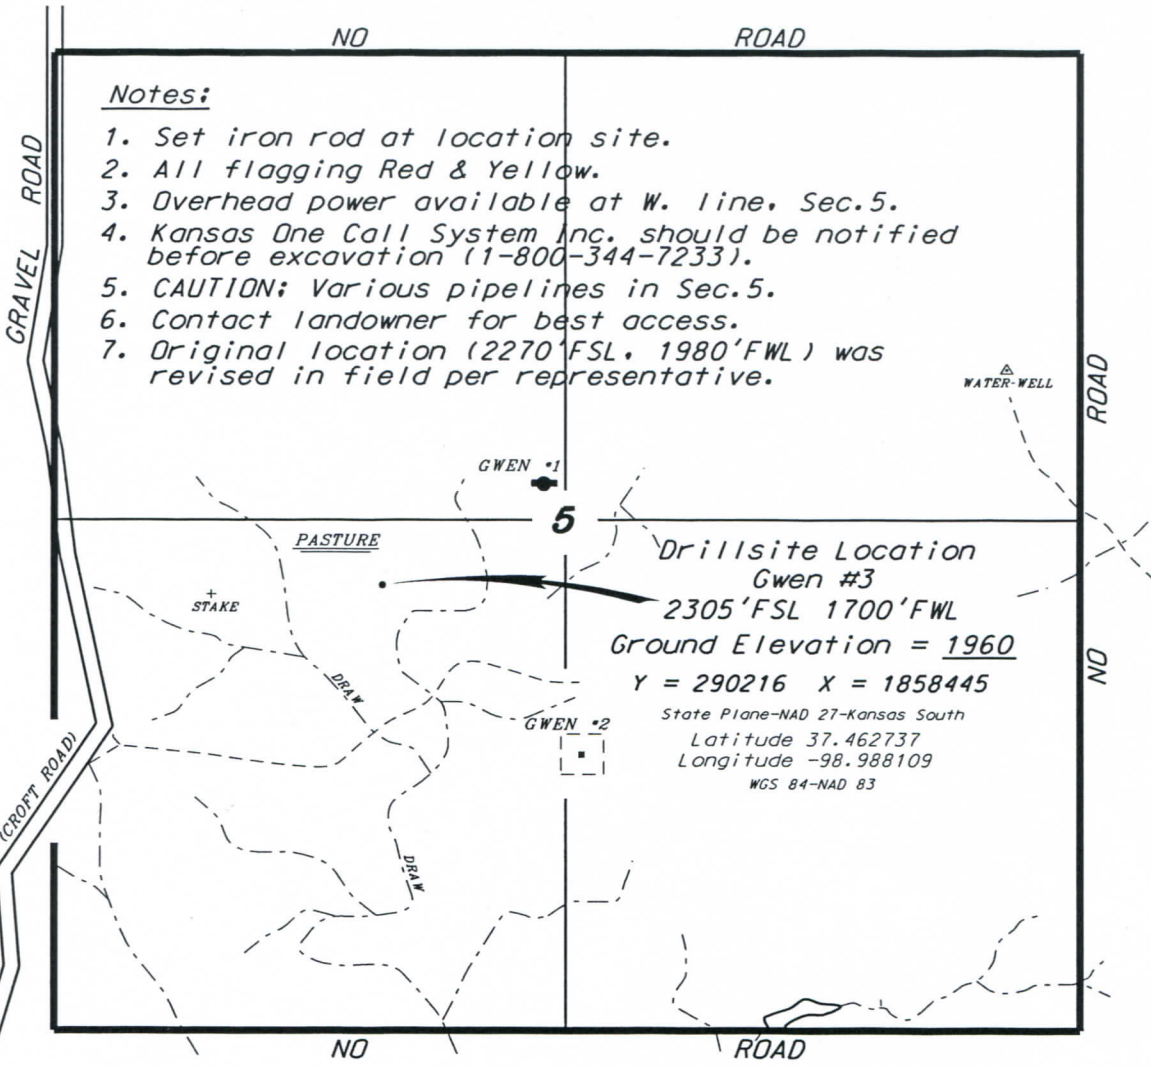 NO ROAD
GRAVEL ROAD
Notes:
1. Set iron rod at location site.
2. All flagging Red & Yellow.
3. Overhead power available at W. line, Sec.5.
4. Kansas One Call System Inc. should be notified
before excavation (1-800-344-7233).
5. CAUTION: Various pipelines in Sec.5.
6. Contact landowner for best access.
7. Original location (2270'FSL, 1980'FWL) was
revised in field per representative.
WATER-WELL
NO ROAD
GWEN #1
5
PASTURE
STAKE
Drillsite Location
Gwen #3
2305'FSL 1700'FWL
Ground Elevation = 1960
Y = 290216 X = 1858445
State Plane-NAD 27-Kansas South
Latitude 37.462737
Longitude -98.988109
WGS 84-NAD 83
DRAW
GWEN #2
(CROFT ROAD)
DRAW
NO ROAD